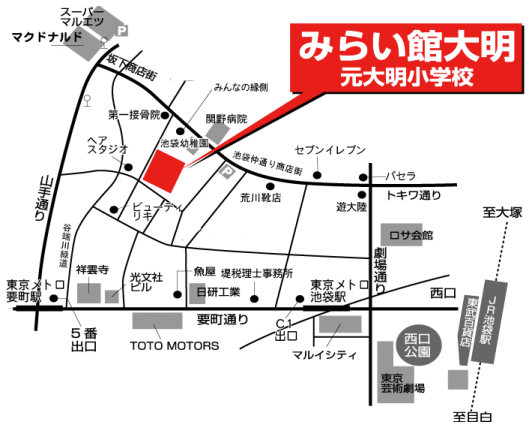 スーパー
マルエツ
マクドナルド
P
みらい館大明
元大明小学校
坂下商店街
みんなの縁側
第一接骨院
関野病院
池袋幼稚園
ヘア
スタジオ
池袋仲通り商店街
セブンイレブン
P
パセラ
トキワ通り
荒川靴店
遊大陸
山手通り
ビューティ
リキ
谷端川緑道
至大塚
ロサ会館
劇場通り
祥雲寺
光文社
ビル
魚屋
堤税理士事務所
日研工業
東京メトロ
要町駅
東京メトロ
池袋駅
西口
JR池袋駅
東武百貨店
5番
出口
要町通り
C1
出口
TOTO MOTORS
マルイシティ
西口
公園
東京
芸術劇場
至目白